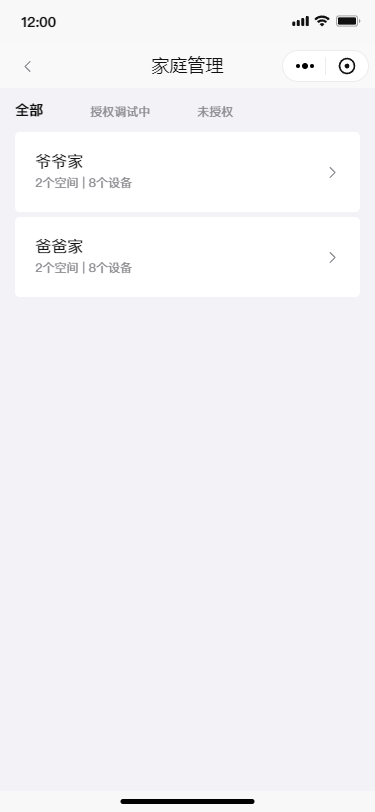 12:00
家庭管理
全部 授权调试中 未授权
爷爷家
2个空间 | 8个设备
爸爸家
2个空间 | 8个设备